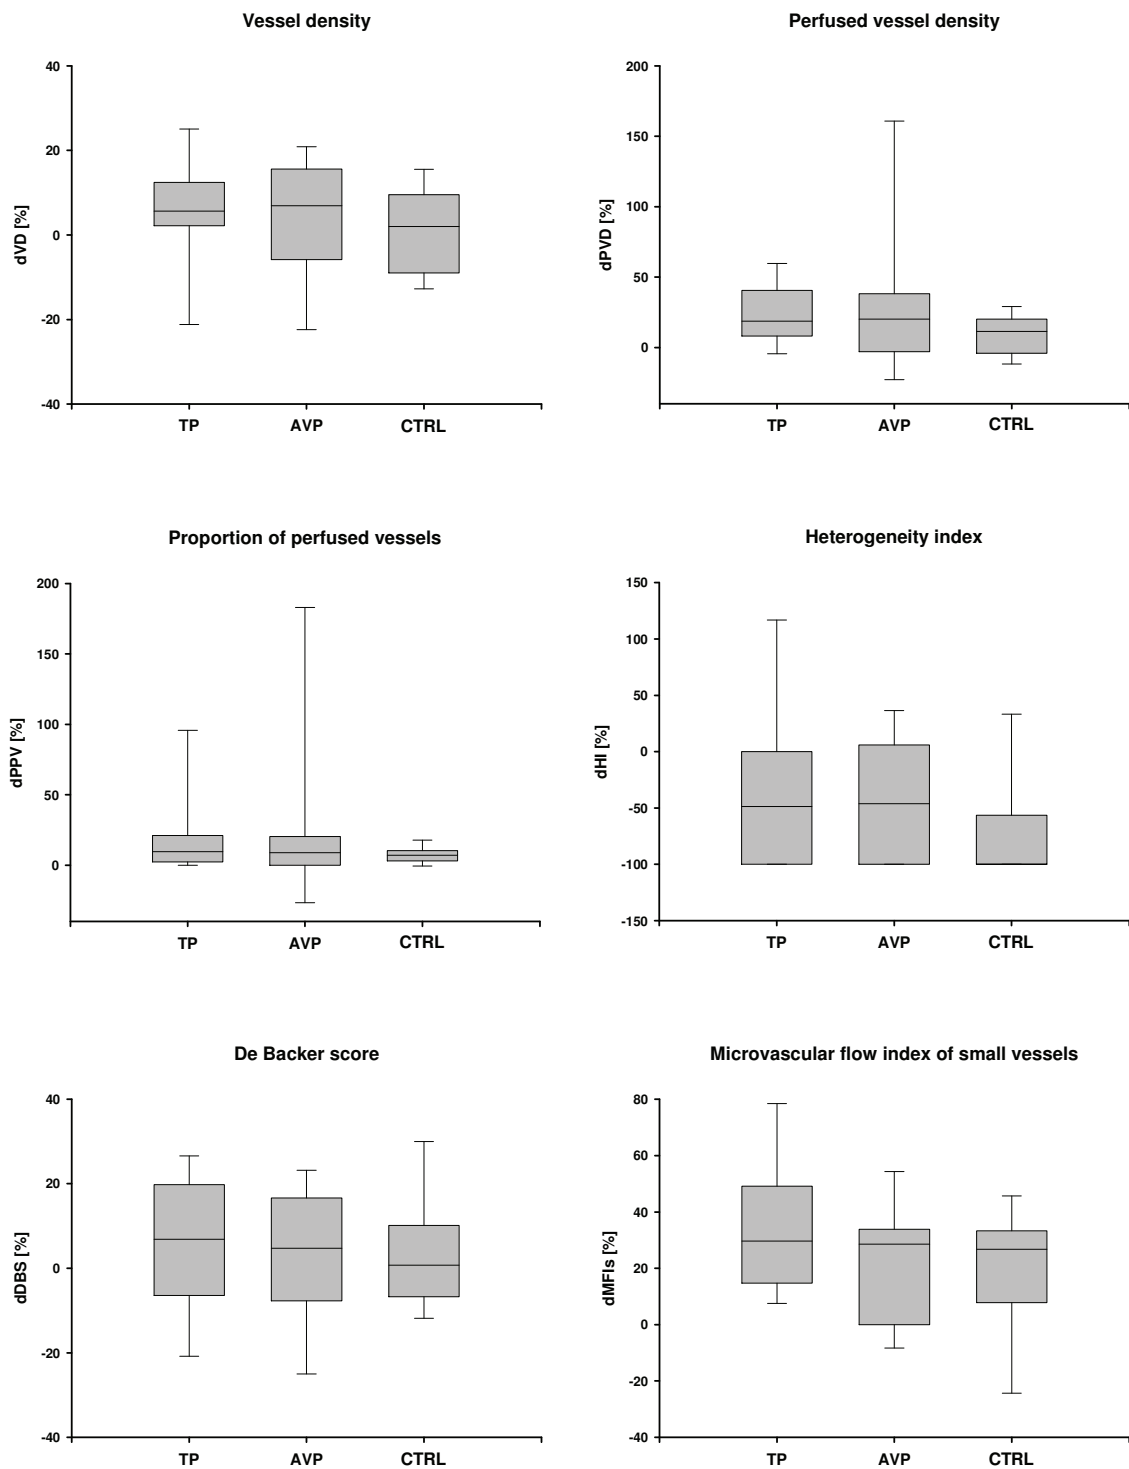 Vessel density
dVD [%]
40
20
0
-20
-40
TP AVP CTRL
Perfused vessel density
dPVD [%]
200
150
100
50
0
TP AVP CTRL
Proportion of perfused vessels
dPPV [%]
200
150
100
50
0
TP AVP CTRL
Heterogeneity index
dHI [%]
150
100
50
0
-50
-100
-150
TP AVP CTRL
De Backer score
dDBS [%]
40
20
0
-20
-40
TP AVP CTRL
Microvascular flow index of small vessels
dMFIs [%]
80
60
40
20
0
-20
-40
TP AVP CTRL